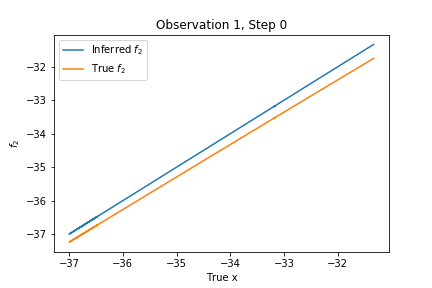 Observation 1, Step 0
Inferred f₂
True f₂
−32
−33
−34
−35
−36
−37
f₂
−37 −36 −35 −34 −33 −32
True x